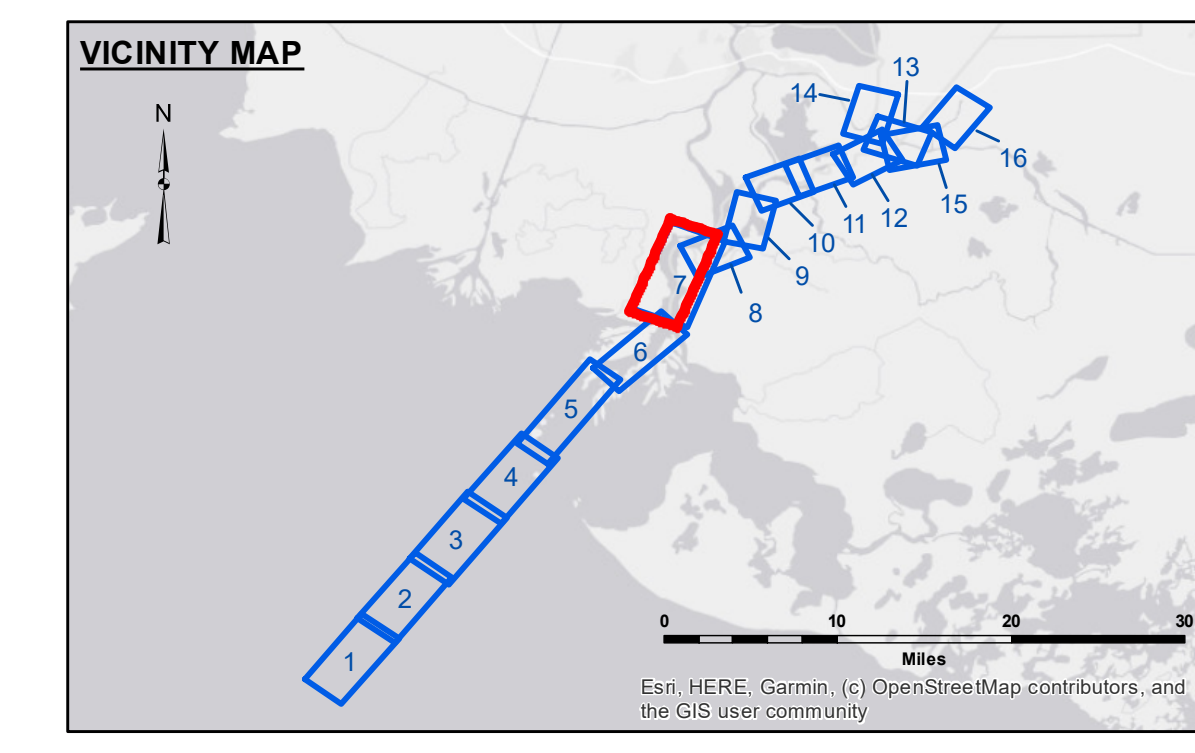 VICINITY MAP
N
13
14
16
15
12
11
10
9
7
8
6
5
4
3
2
1
0 10 20 30
Miles
Esri, HERE, Garmin, (c) OpenStreetMap contributors, and
the GIS user community